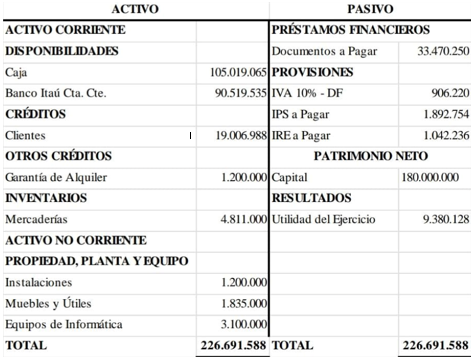 ACTIVO PASIVO
ACTIVO CORRIENTE PRÉSTAMOS FINANCIEROS
DISPONIBILIDADES Documentos a Pagar 33.470.250
Caja 105.019.065 PROVISIONES
Banco Itaú Cta. Cte. 90.519.535 IVA 10% - DF 906.220
CRÉDITOS IPS a Pagar 1.892.754
Clientes 19.006.988 IRE a Pagar 1.042.236
OTROS CRÉDITOS PATRIMONIO NETO
Garantía de Alquiler 1.200.000 Capital 180.000.000
INVENTARIOS RESULTADOS
Mercaderías 4.811.000 Utilidad del Ejercicio 9.380.128
ACTIVO NO CORRIENTE
PROPIEDAD, PLANTA Y EQUIPO
Instalaciones 1.200.000
Muebles y Útiles 1.835.000
Equipos de Informática 3.100.000
TOTAL 226.691.588 TOTAL 226.691.588